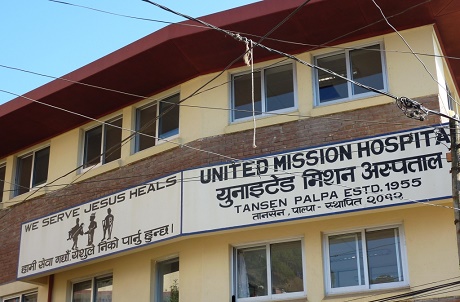 WE SERVE JESUS HEALS
हामी सेवा गर्छौं येशूले निको पार्नु हुन्छ।
UNITED MISSION HOSPITAL
युनाइटेड मिशन अस्पताल
TANSEN PALPA ESTD. 1955
तानसेन, पाल्पा - स्थापित २०१२